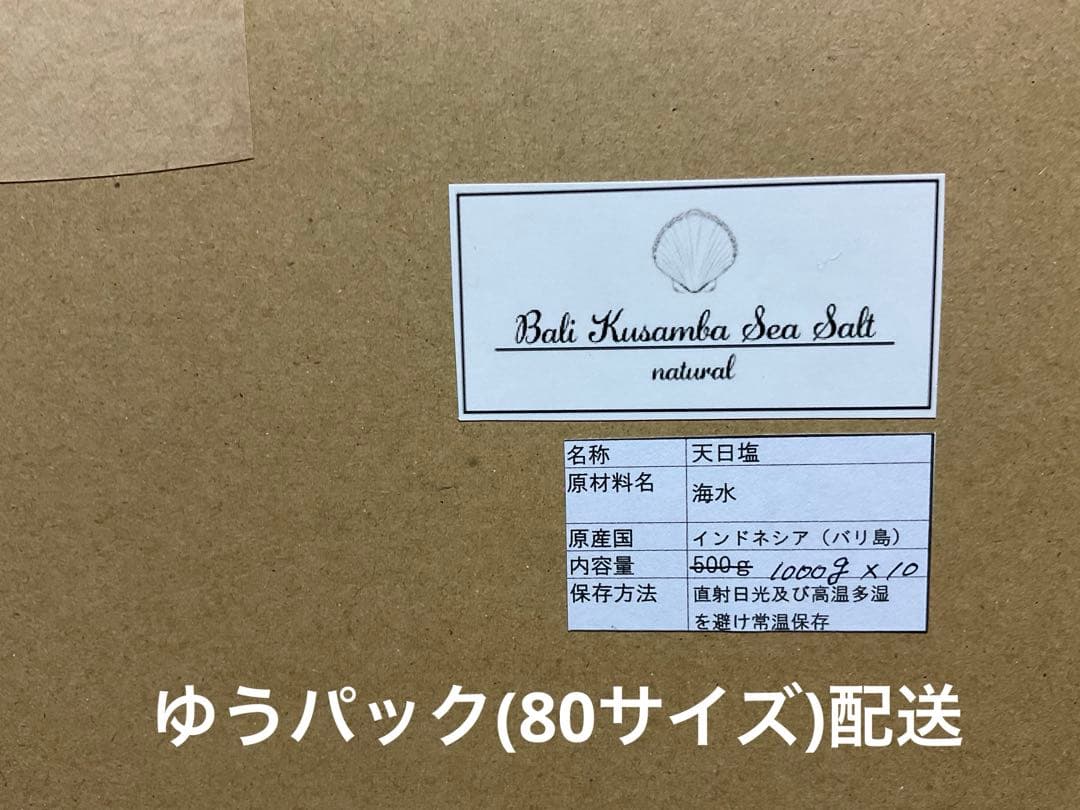 Bali Kusamba Sea Salt
natural
名称 天日塩
原材料名 海水
原産国 インドネシア（バリ島）
内容量 500g 1000g×10
保存方法 直射日光及び高温多湿
を避け常温保存
ゆうパック(80サイズ)配送